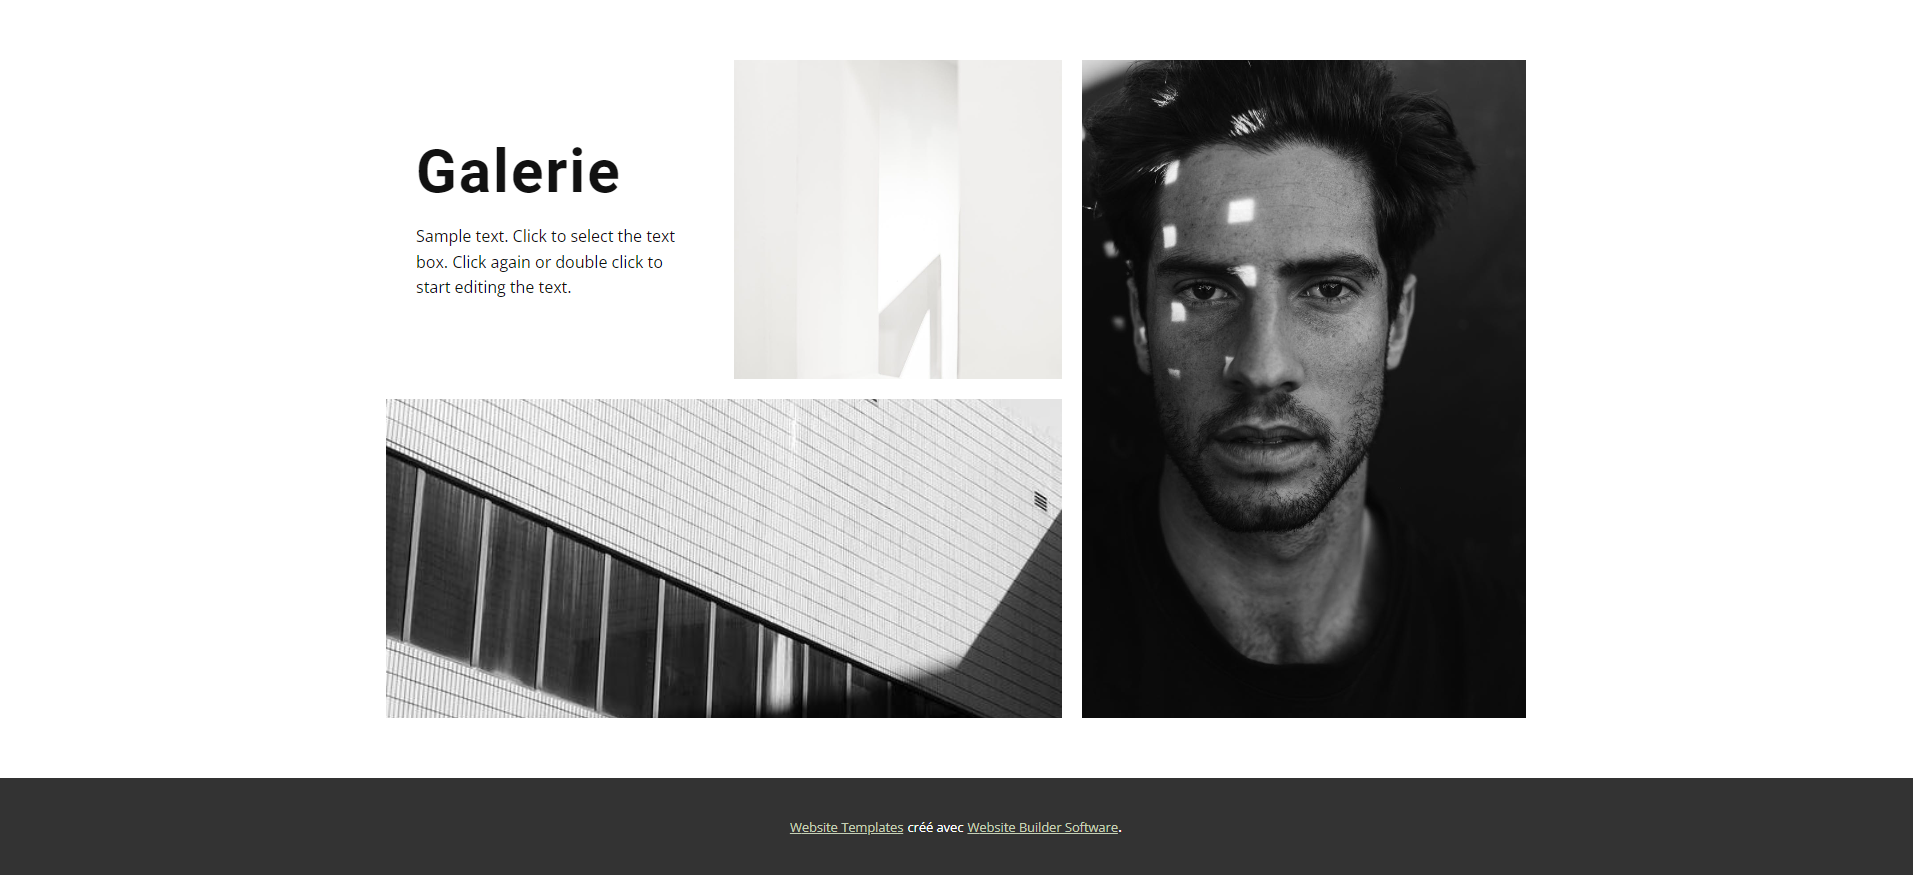 Galerie
Sample text. Click to select the text
box. Click again or double click to
start editing the text.
Website Templates créé avec Website Builder Software.